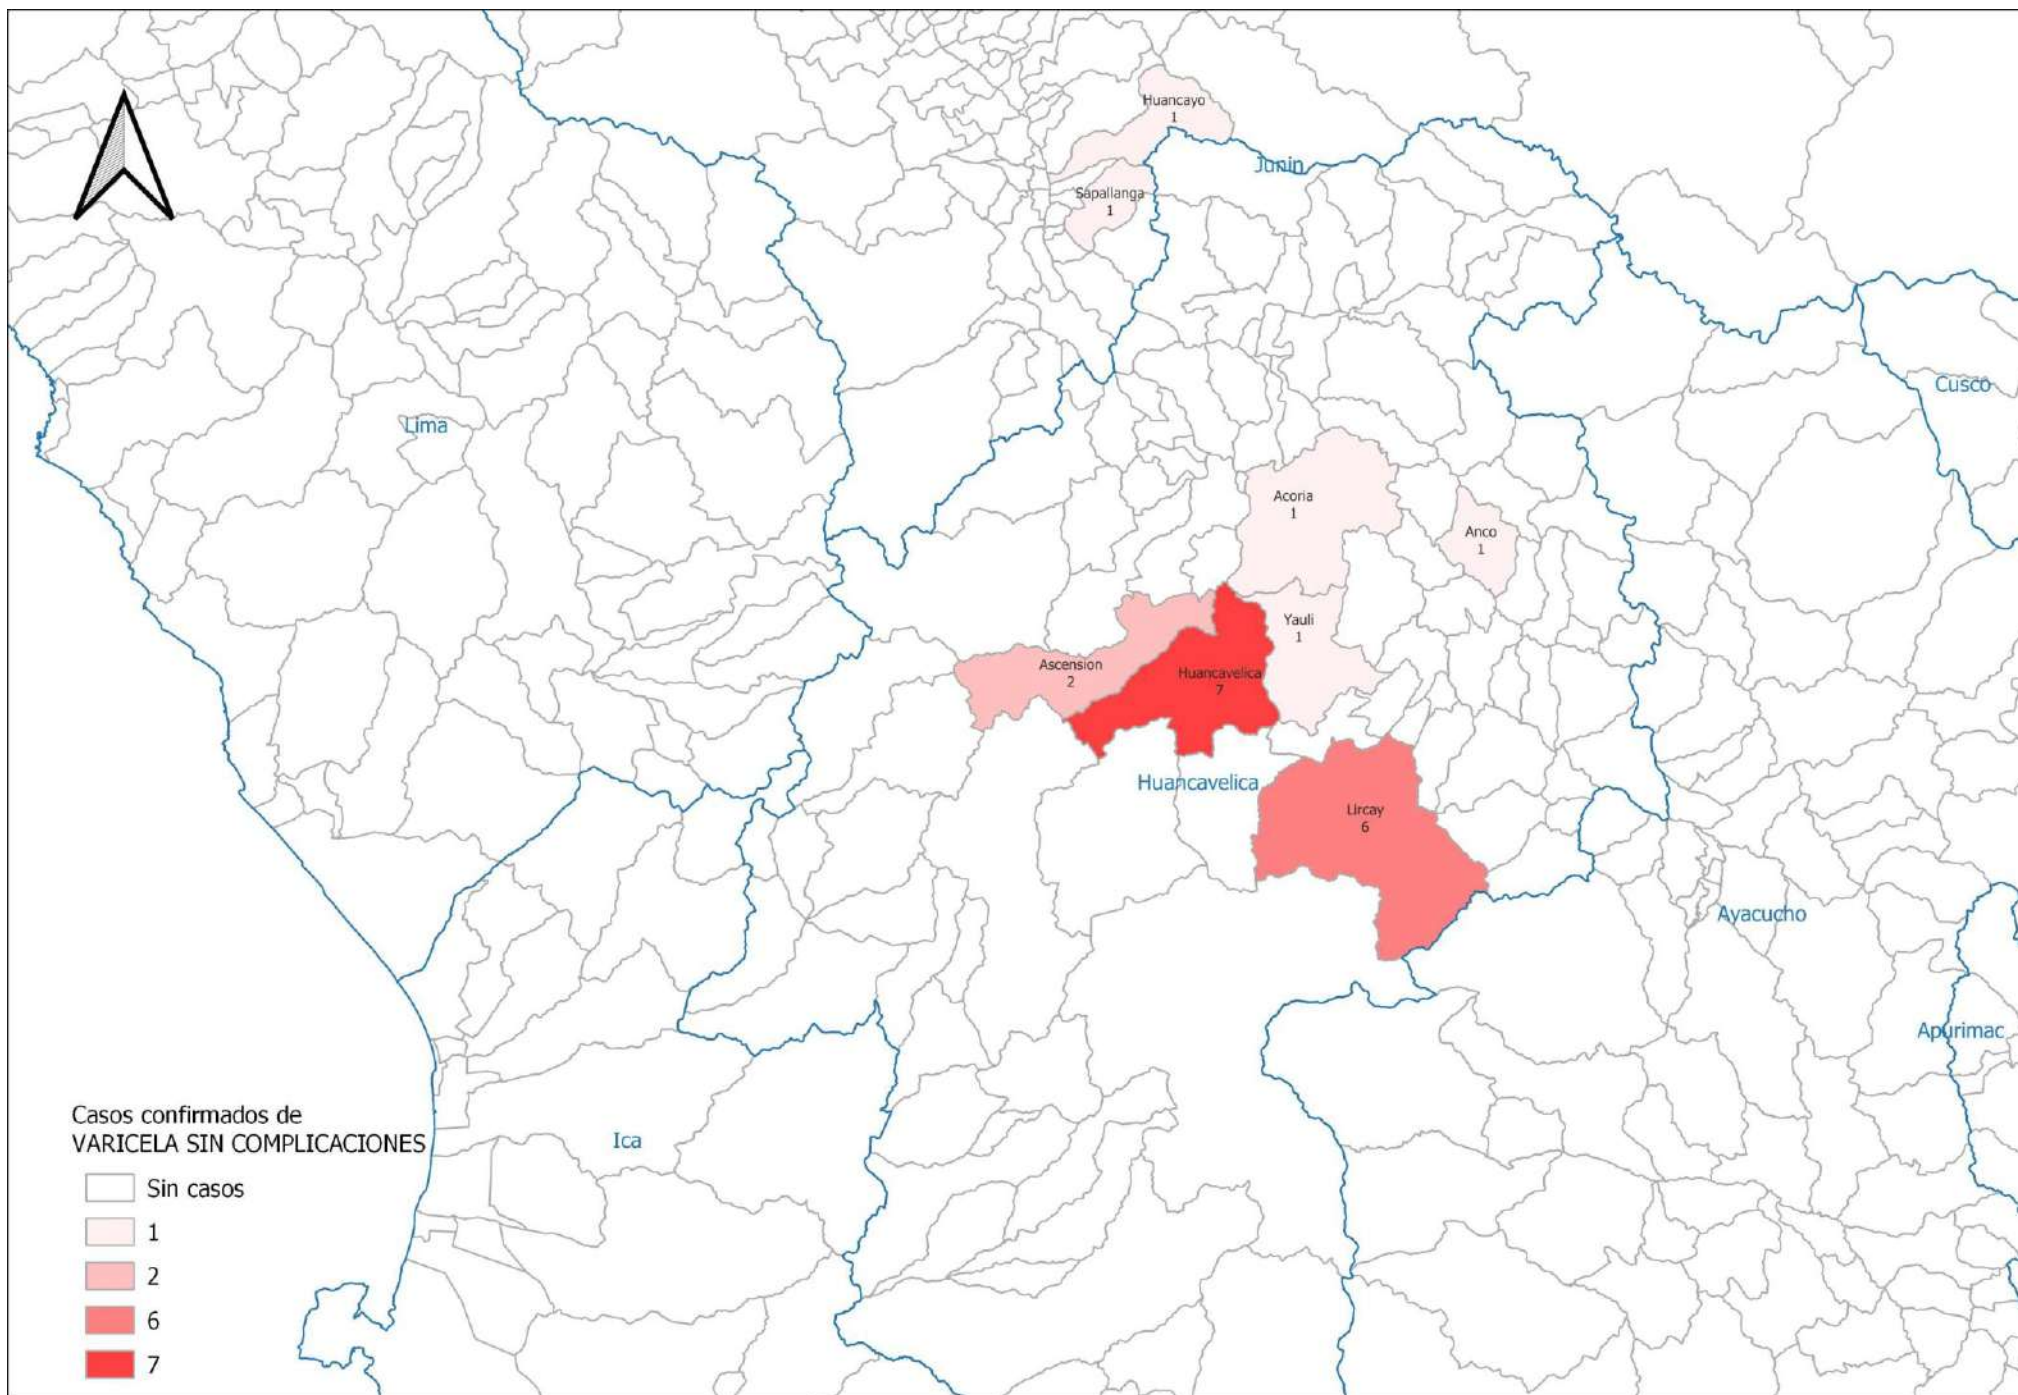 Huancayo
1
Junin
Sapallanga
1
Cusco
Lima
Acoria
1
Anco
1
Yauli
1
Ascension
2
Huancavelica
7
Huancavelica
Lircay
6
Ayacucho
Apurimac
Ica
Casos confirmados de
VARICELA SIN COMPLICACIONES
Sin casos
1
2
6
7